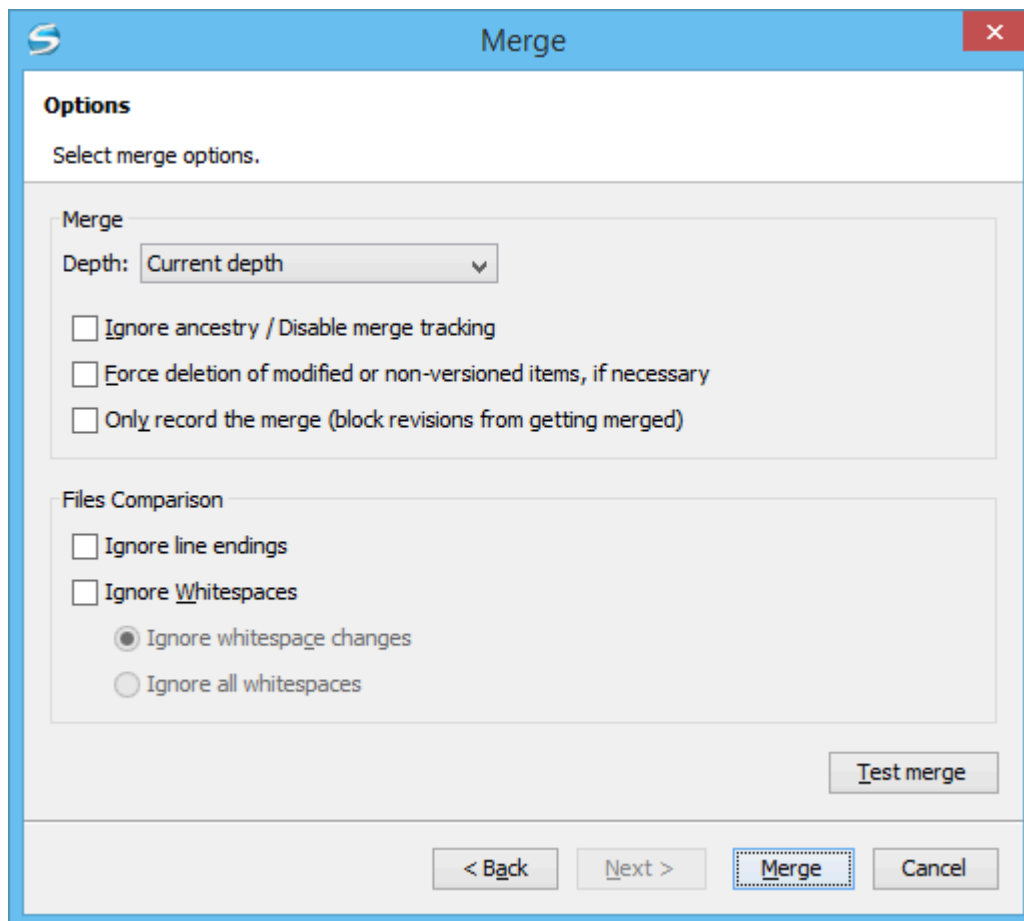 Merge
Options
Select merge options.
Merge
Depth: Current depth
Ignore ancestry / Disable merge tracking
Force deletion of modified or non-versioned items, if necessary
Only record the merge (block revisions from getting merged)
Files Comparison
Ignore line endings
Ignore Whitespaces
Ignore whitespace changes
Ignore all whitespaces
Test merge
< Back Next > Merge Cancel